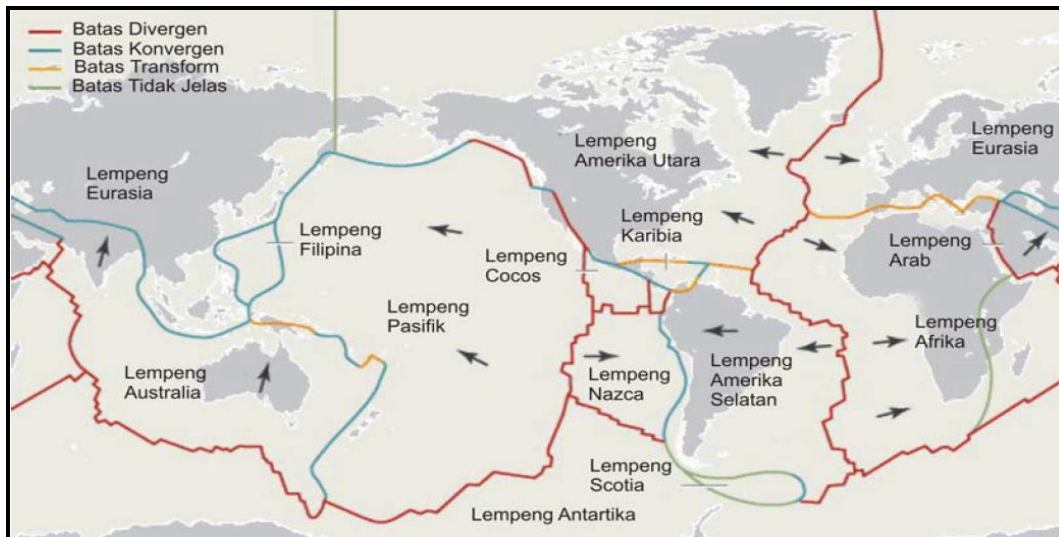 Batas Divergen
Batas Konvergen
Batas Transform
Batas Tidak Jelas
Lempeng
Eurasia
Lempeng
Amerika Utara
Lempeng
Eurasia
Lempeng
Filipina
Lempeng
Karibia
Lempeng
Cocos
Lempeng
Arab
Lempeng
Pasifik
Lempeng
Afrika
Lempeng
Australia
Lempeng
Nazca
Lempeng
Amerika
Selatan
Lempeng
Scotia
Lempeng Antartika